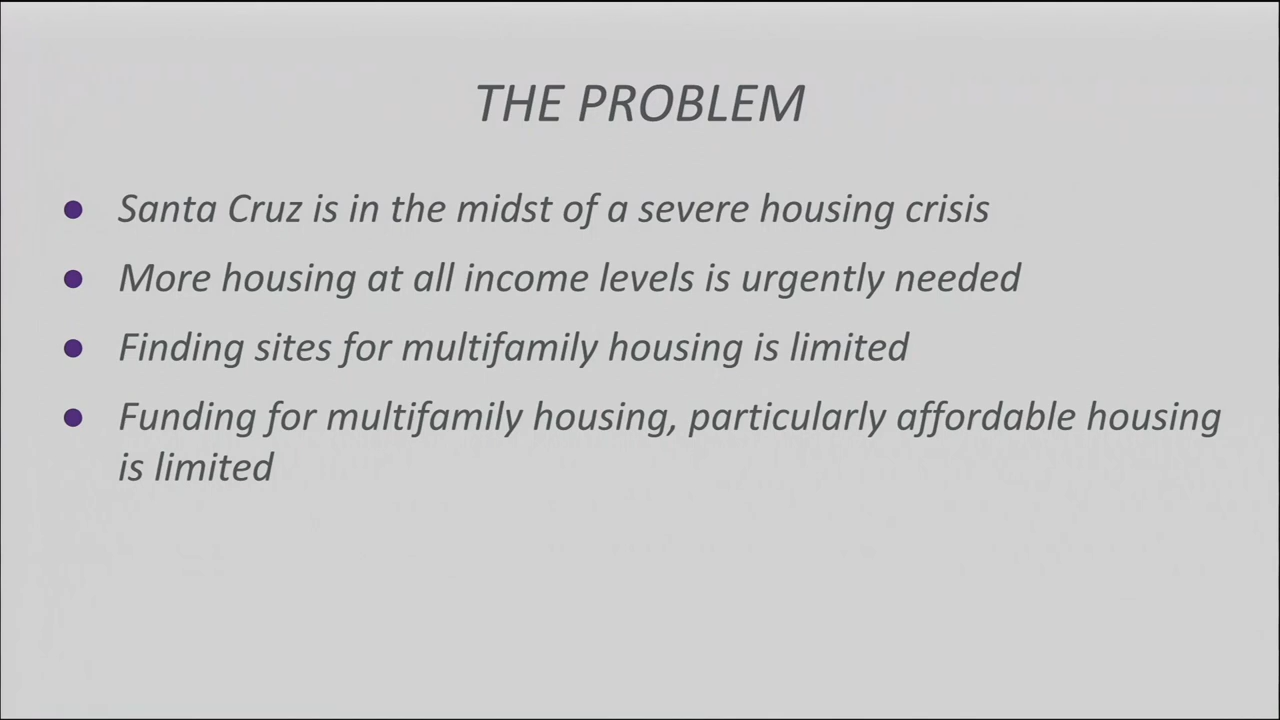 THE PROBLEM
● Santa Cruz is in the midst of a severe housing crisis
● More housing at all income levels is urgently needed
● Finding sites for multifamily housing is limited
● Funding for multifamily housing, particularly affordable housing
is limited